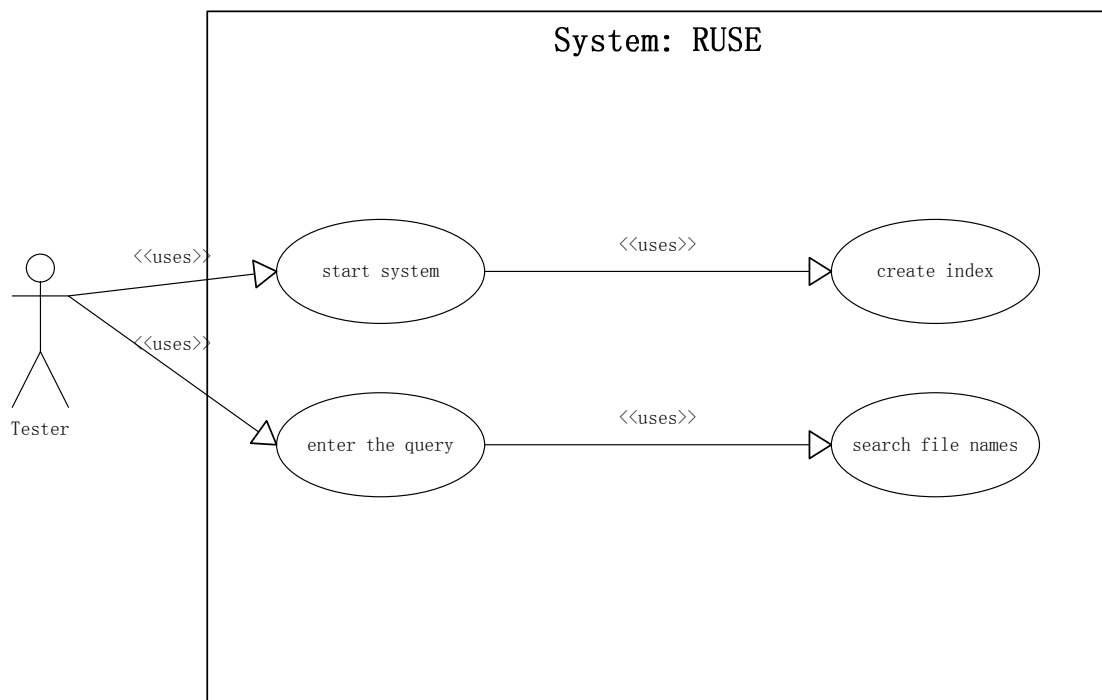 System: RUSE
<<uses>>
<<uses>>
start system
create index
<<uses>>
<<uses>>
Tester
enter the query
search file names